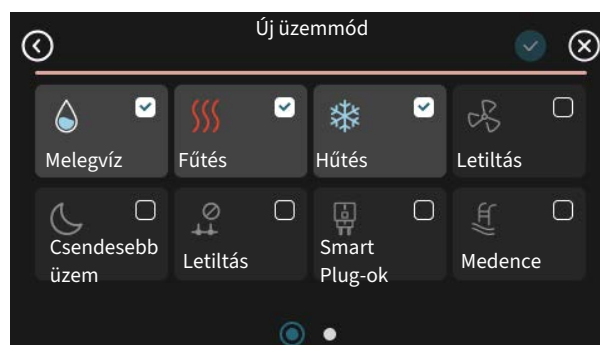 Új üzemmód
Melegvíz
Fűtés
Hűtés
Letiltás
Csendesebb
üzem
Letiltás
Smart
Plug-ok
Medence